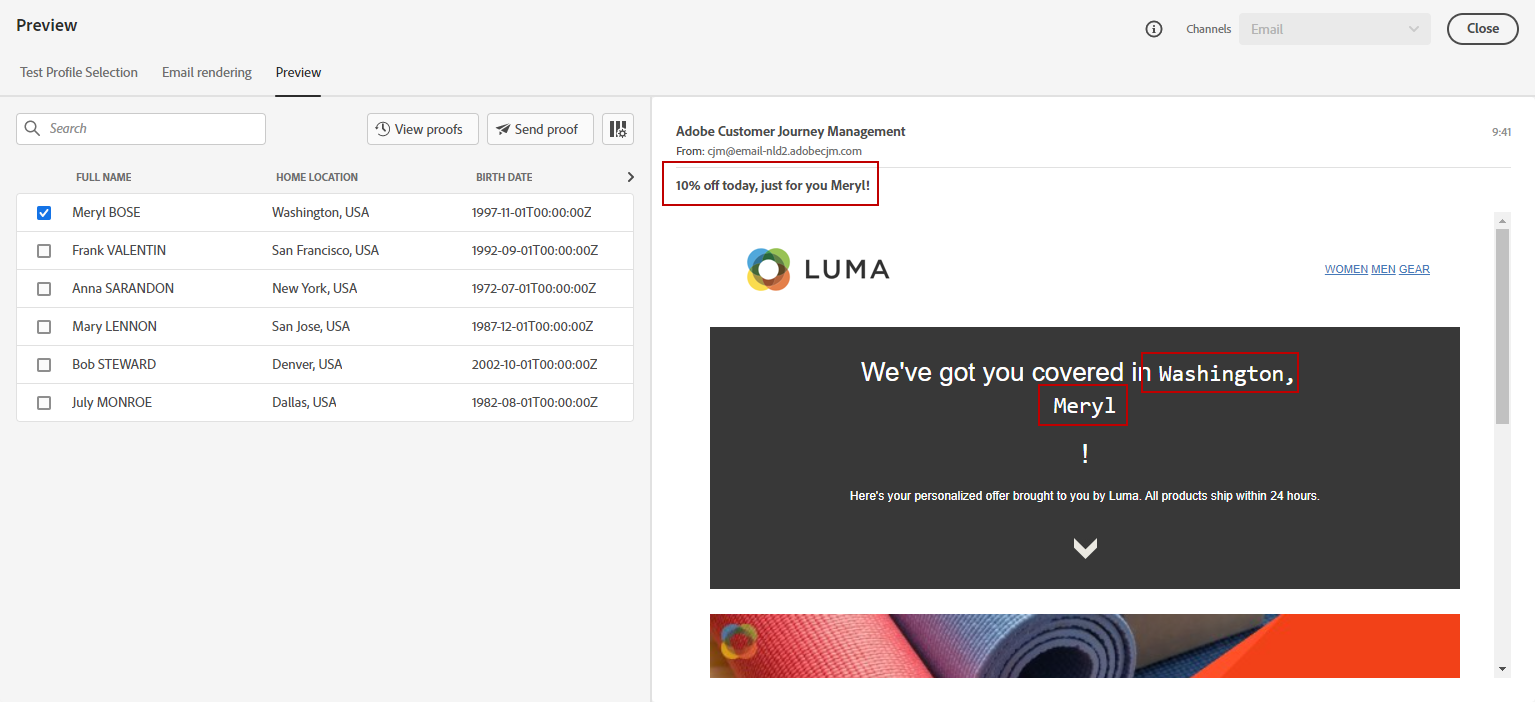 Preview
Channels Email Close
Test Profile Selection Email rendering Preview
Search View proofs Send proof
FULL NAME HOME LOCATION BIRTH DATE
Meryl BOSE Washington, USA 1997-11-01T00:00:00Z
Frank VALENTIN San Francisco, USA 1992-09-01T00:00:00Z
Anna SARANDON New York, USA 1972-07-01T00:00:00Z
Mary LENNON San Jose, USA 1987-12-01T00:00:00Z
Bob STEWARD Denver, USA 2002-10-01T00:00:00Z
July MONROE Dallas, USA 1982-08-01T00:00:00Z
Adobe Customer Journey Management 9:41
From: cjm@email-nld2.adobecjm.com
10% off today, just for you Meryl!
LUMA WOMEN MEN GEAR
We've got you covered in Washington,
Meryl
!
Here's your personalized offer brought to you by Luma. All products ship within 24 hours.